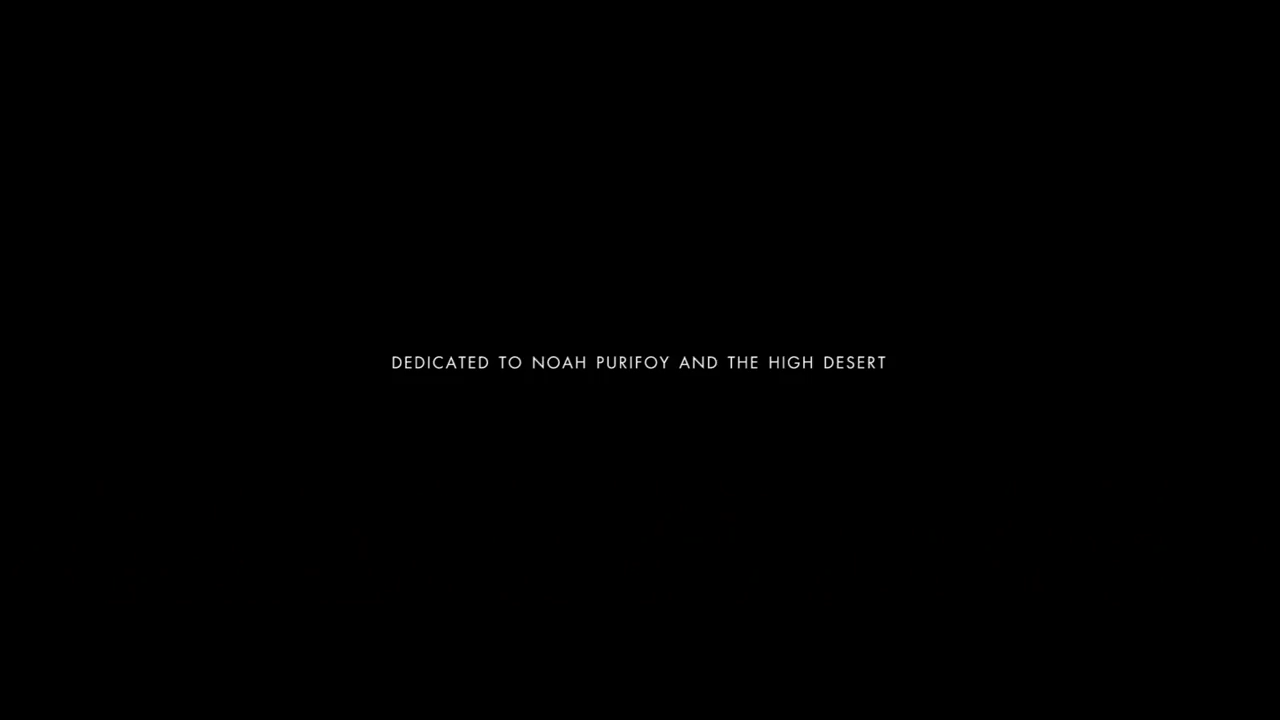 DEDICATED TO NOAH PURIFOY AND THE HIGH DESERT